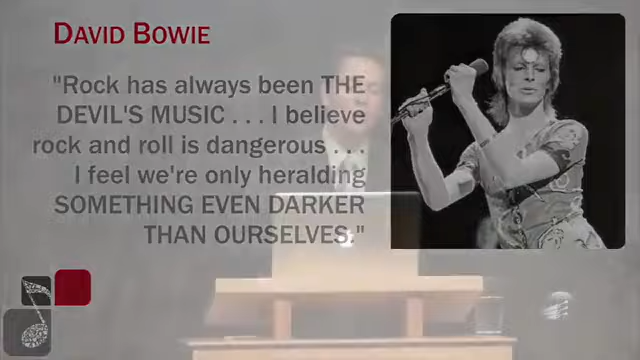 DAVID BOWIE
"Rock has always been THE
DEVIL'S MUSIC . . . I believe
rock and roll is dangerous . . .
I feel we're only heralding
SOMETHING EVEN DARKER
THAN OURSELVES."